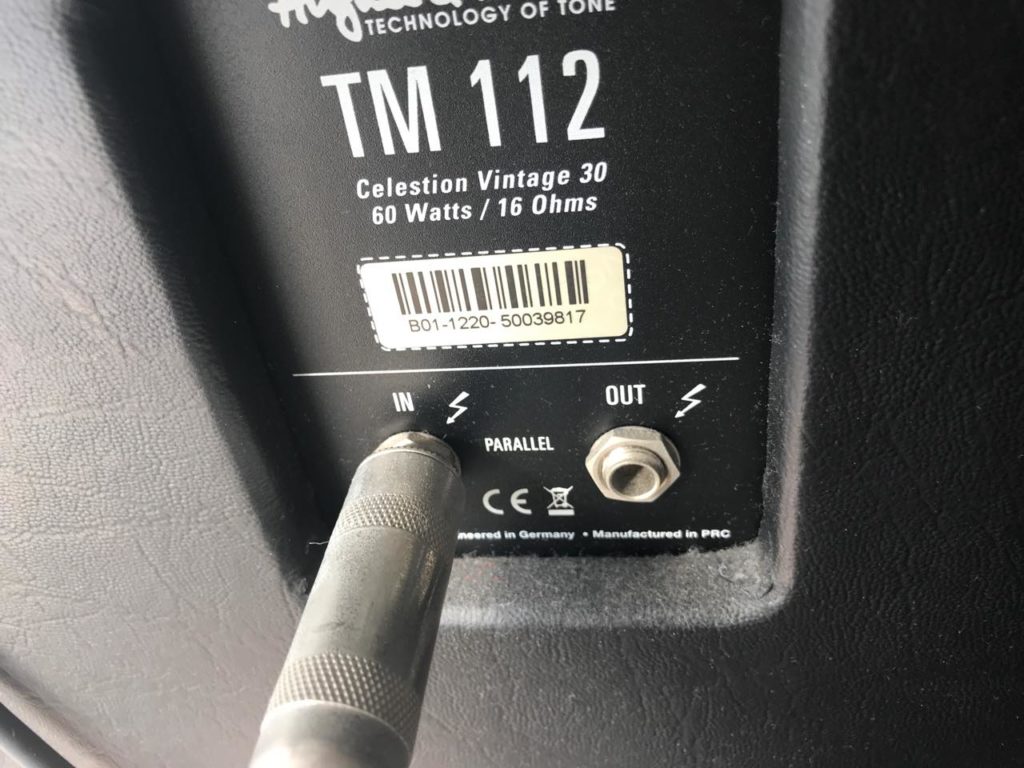 TECHNOLOGY OF TONE
TM 112
Celestion Vintage 30
60 Watts / 16 Ohms
B01-1220- 50039817
IN
OUT
PARALLEL
CE
in Germany • Manufactured in PRC